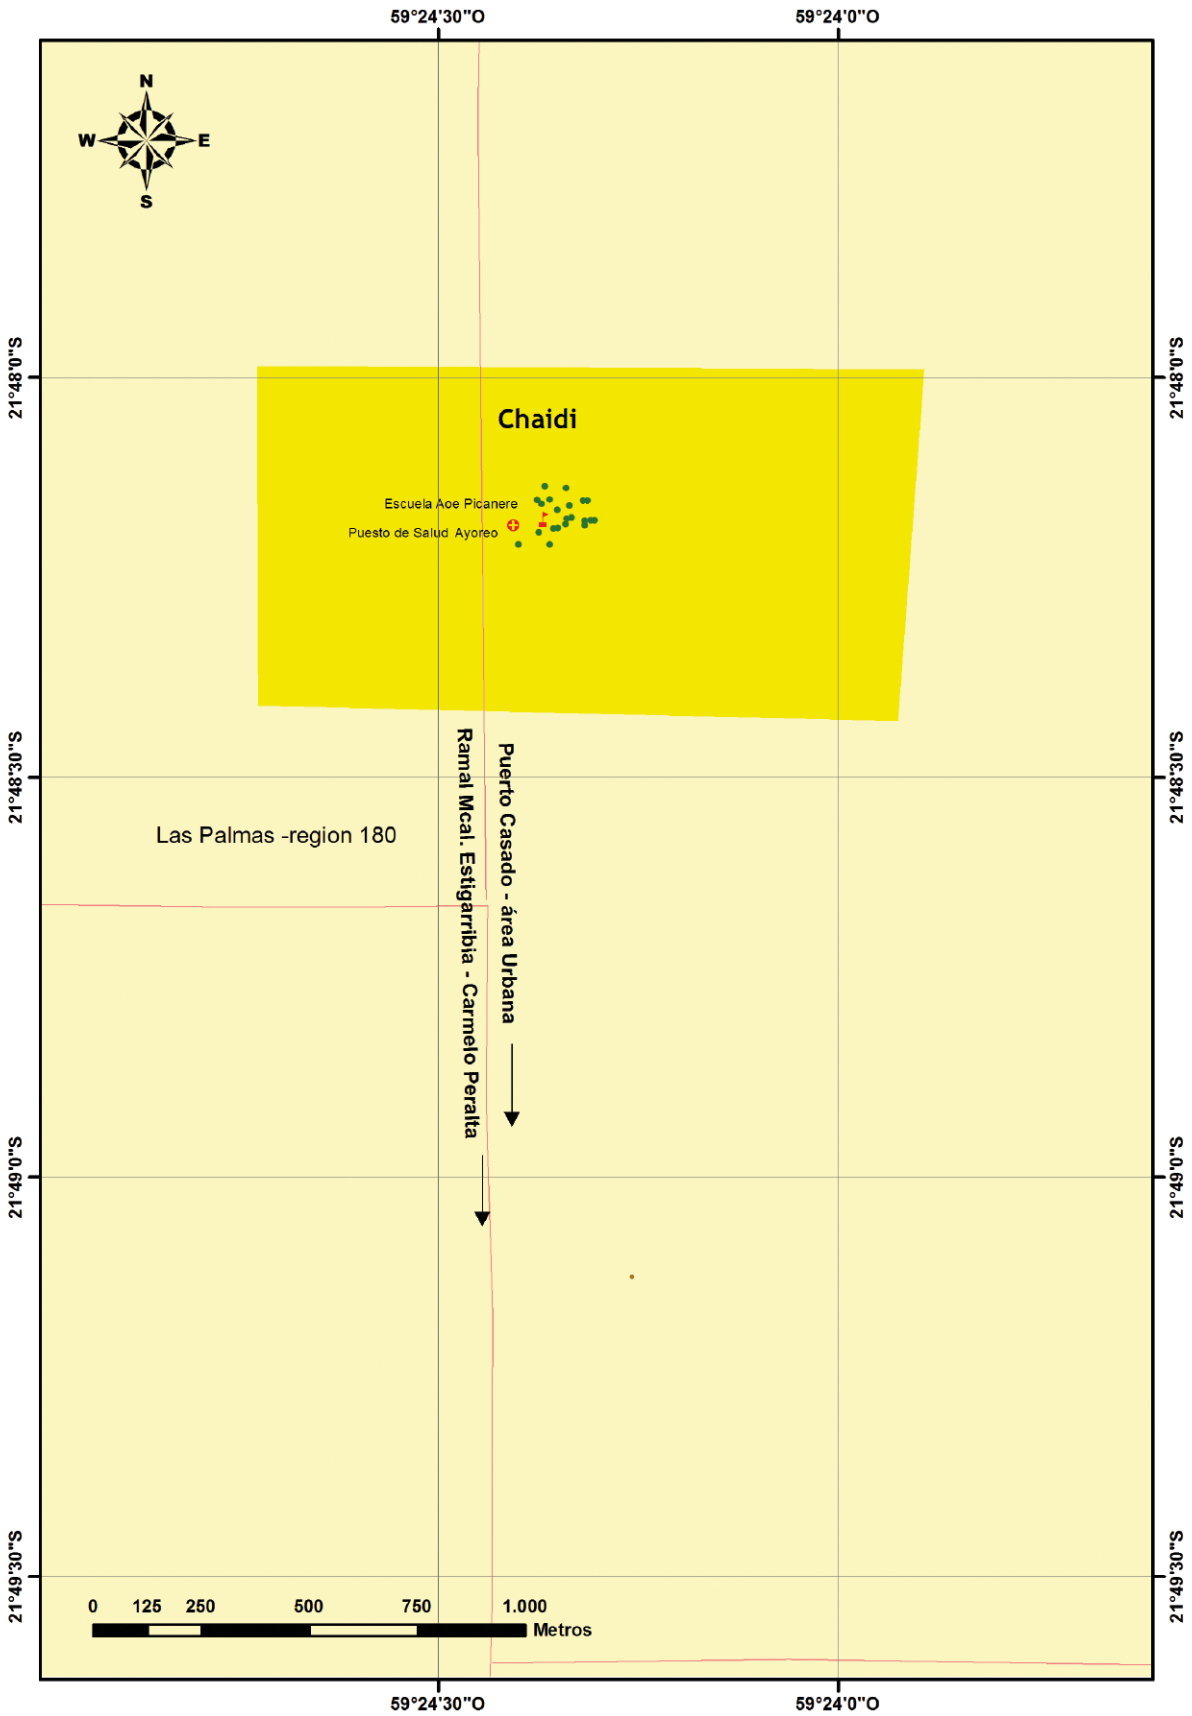 59°24'30"O
59°24'0"O
N
W
E
S
21°48'0"S
21°48'0"S
Chaidi
Escuela Aoe Picanere
Puesto de Salud Ayoreo
21°48'30"S
21°48'30"S
Puerto Casado - área Urbana
Ramal Mcal. Estigarribia - Carmelo Peralta
Las Palmas -region 180
21°49'0"S
21°49'0"S
21°49'30"S
21°49'30"S
0 125 250 500 750 1.000
Metros
59°24'30"O
59°24'0"O